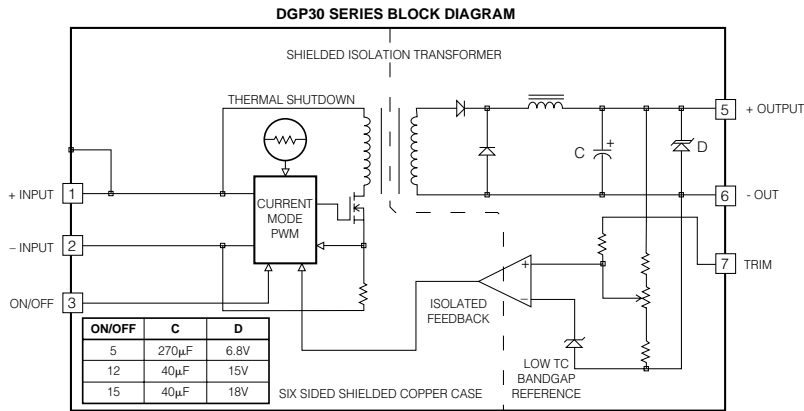 DGP30 SERIES BLOCK DIAGRAM
SHIELDED ISOLATION TRANSFORMER
THERMAL SHUTDOWN
5
+ OUTPUT
C
+
D
+ INPUT
1
6
- OUT
CURRENT
MODE
PWM
− INPUT
2
+
7
TRIM
−
ON/OFF
3
ISOLATED
FEEDBACK
ON/OFF C D
5 270µF 6.8V
12 40µF 15V
15 40µF 18V
LOW TC
BANDGAP
REFERENCE
SIX SIDED SHIELDED COPPER CASE